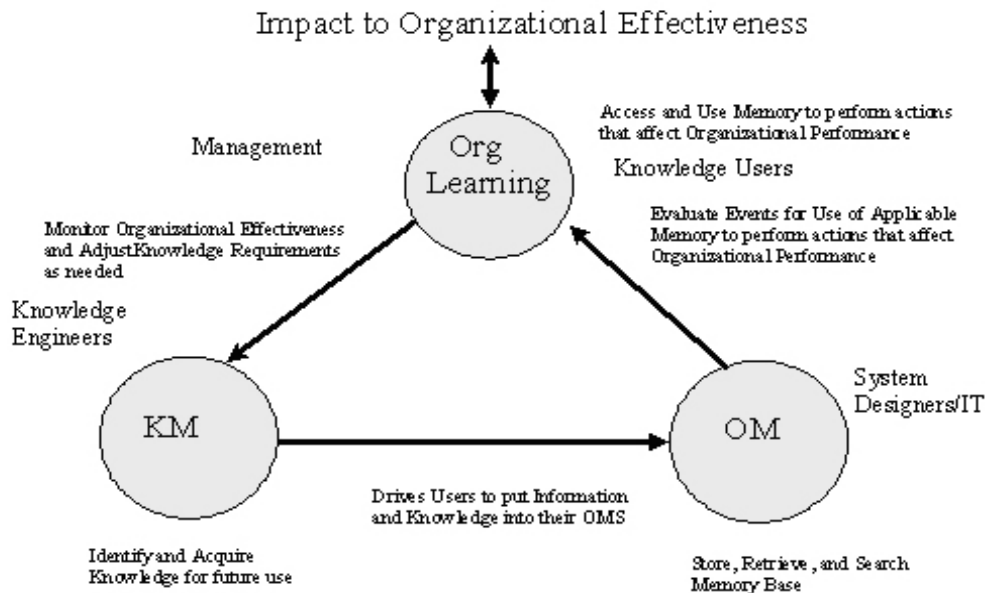 Impact to Organizational Effectiveness
Access and Use Memory to perform actions
that affect Organizational Performance
Management
Org
Learning
Knowledge Users
Monitor Organizational Effectiveness
and AdjustKnowledge Requirements
as needed
Evaluate Events for Use of Applicable
Memory to perform actions that affect
Organizational Performance
Knowledge
Engineers
System
Designers/IT
KM
OM
Drives Users to put Information
and Knowledge into their OMS
Identify and Acquire
Knowledge for future use
Store, Retrieve, and Search
Memory Base